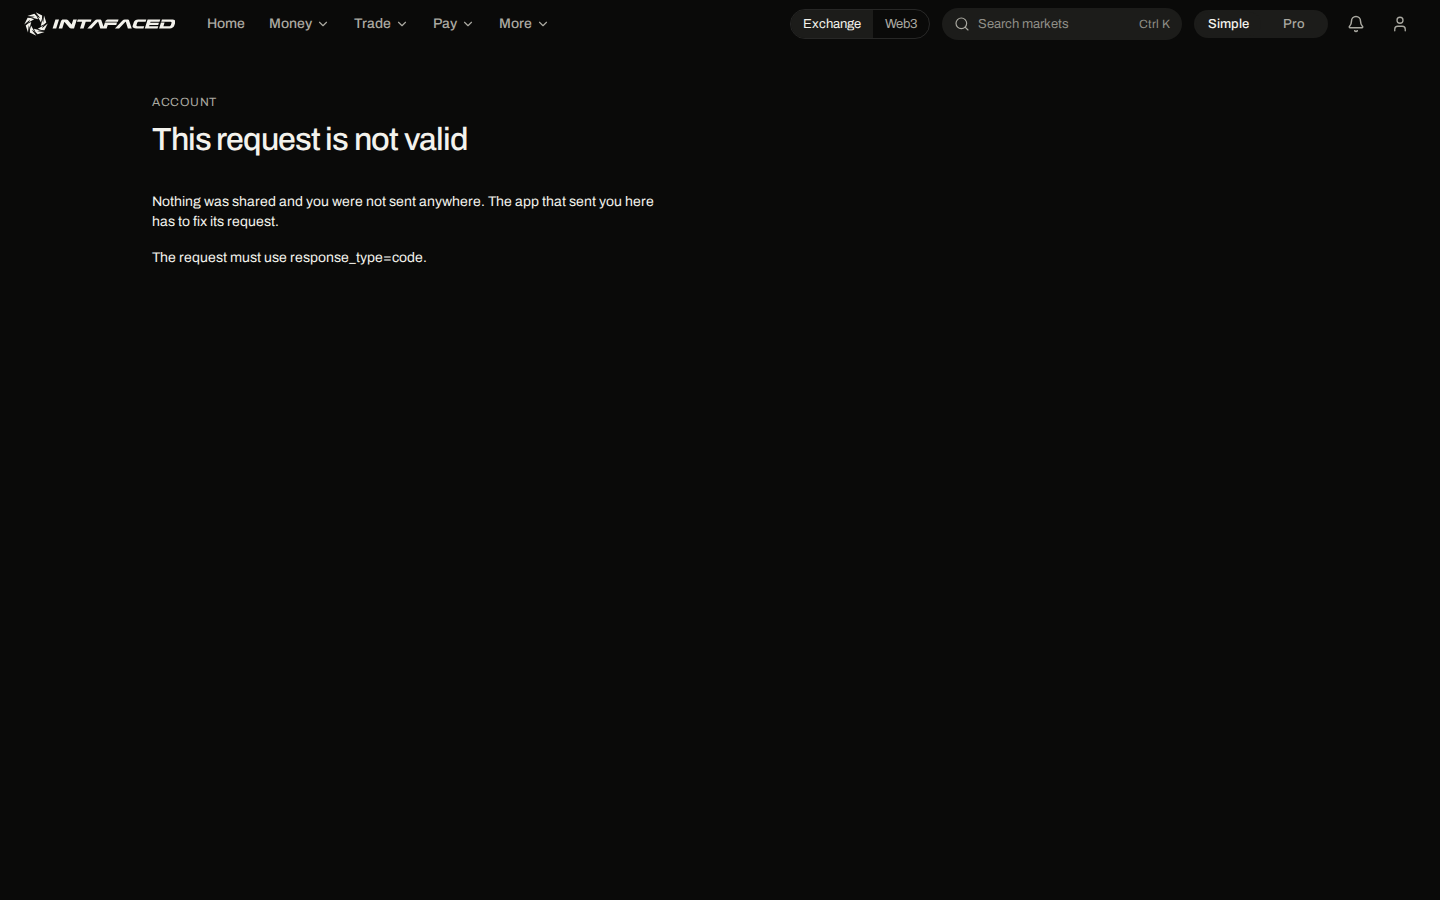 INTAFACED
Home
Money
Trade
Pay
More
Exchange
Web3
Search markets
Ctrl K
Simple
Pro
ACCOUNT
This request is not valid
Nothing was shared and you were not sent anywhere. The app that sent you here
has to fix its request.
The request must use response_type=code.